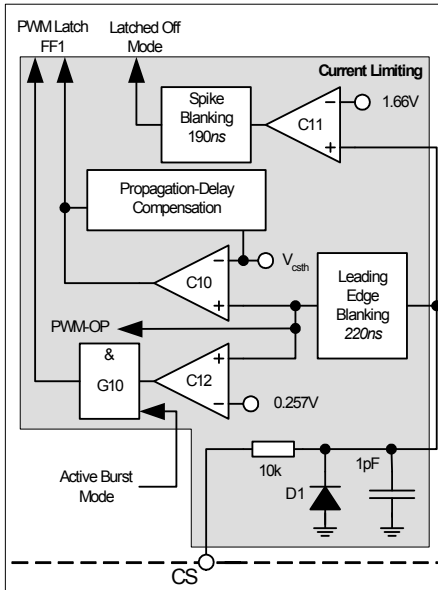 PWM Latch
FF1
Latched Off
Mode
Current Limiting
Spike
Blanking
190ns
C11
1.66V
Propagation-Delay
Compensation
Vcsth
C10
Leading
Edge
Blanking
220ns
PWM-OP
&
G10
C12
0.257V
Active Burst
Mode
10k
D1
1pF
CS